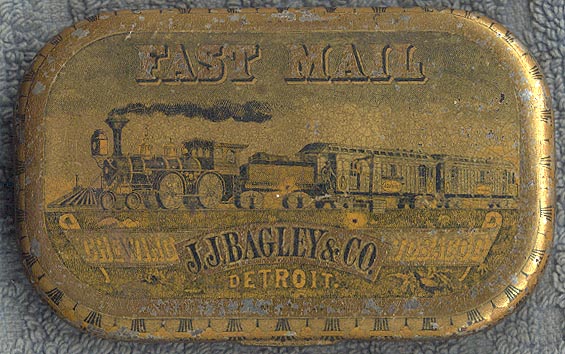 FAST MAIL
CHEWING J.J.BAGLEY & CO. TOBACCO
DETROIT.